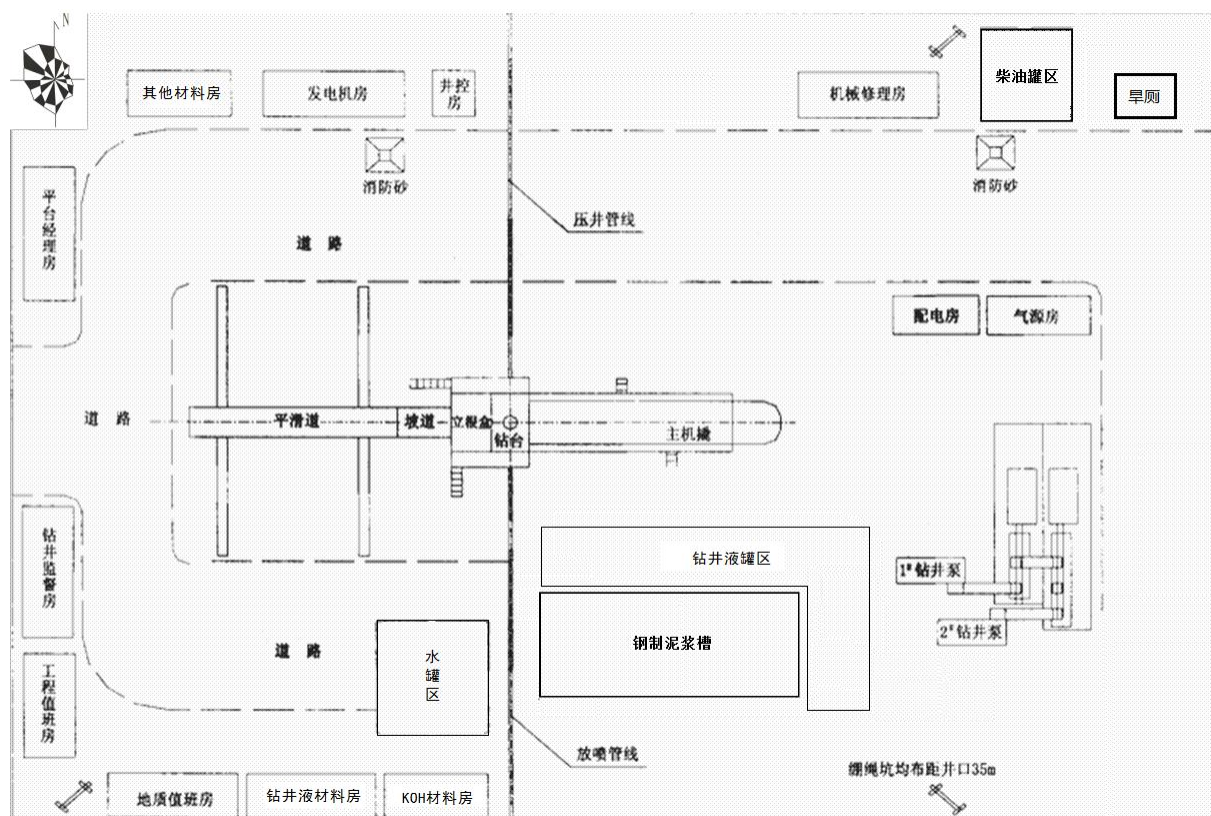 N
其他材料房
发电机房
井控房
机械修理房
柴油罐区
旱厕
消防砂
消防砂
平台经理房
压井管线
道 路
配电房
气源房
道 路
平滑道
坡道
立根盒
钻台
主机撬
钻井监督房
钻井液罐区
1#钻井泵
钢制泥浆槽
2#钻井泵
道 路
水罐区
工程值班房
放喷管线
绷绳坑均布距井口35m
地质值班房
钻井液材料房
KOH材料房